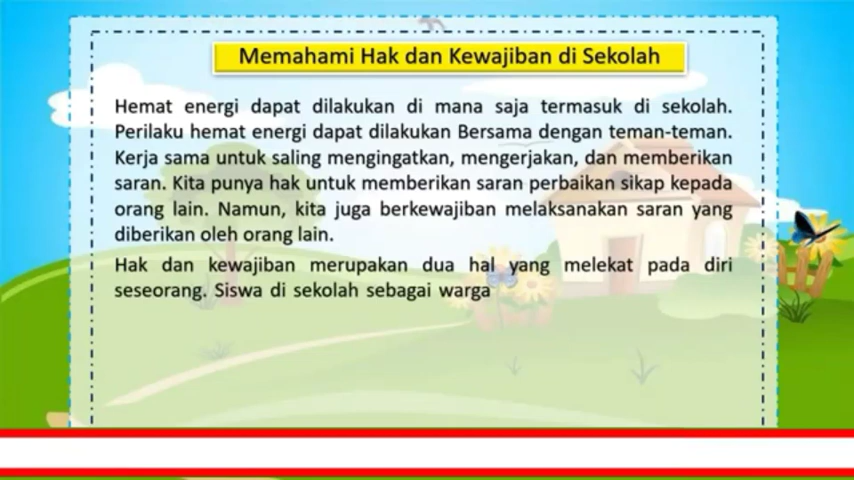 Memahami Hak dan Kewajiban di Sekolah
Hemat energi dapat dilakukan di mana saja termasuk di sekolah.
Perilaku hemat energi dapat dilakukan Bersama dengan teman-teman.
Kerja sama untuk saling mengingatkan, mengerjakan, dan memberikan
saran. Kita punya hak untuk memberikan saran perbaikan sikap kepada
orang lain. Namun, kita juga berkewajiban melaksanakan saran yang
diberikan oleh orang lain.
Hak dan kewajiban merupakan dua hal yang melekat pada diri
seseorang. Siswa di sekolah sebagai warga